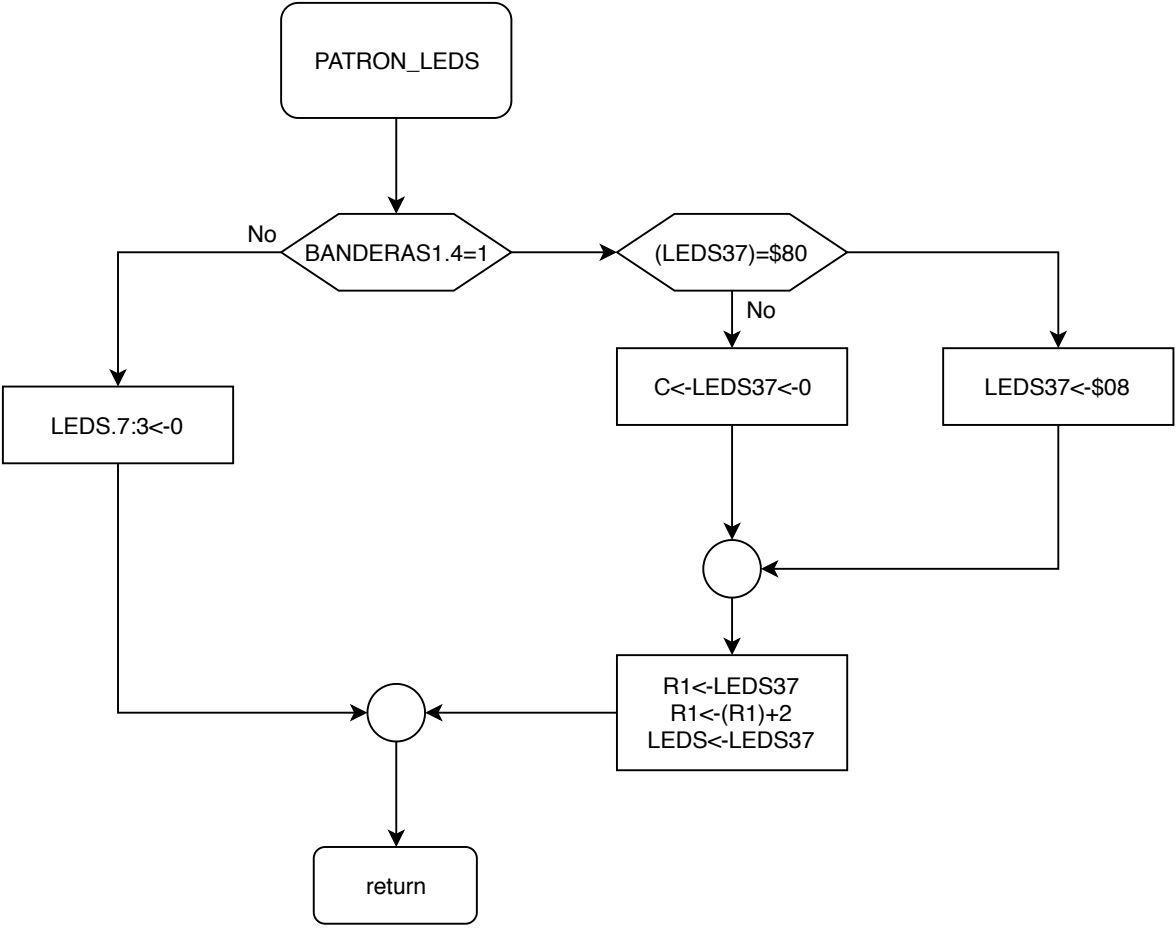 PATRON_LEDS
No
BANDERAS1.4=1
(LEDS37)=$80
No
C<-LEDS37<-0
LEDS37<-$08
LEDS.7:3<-0
R1<-LEDS37
R1<-(R1)+2
LEDS<-LEDS37
return